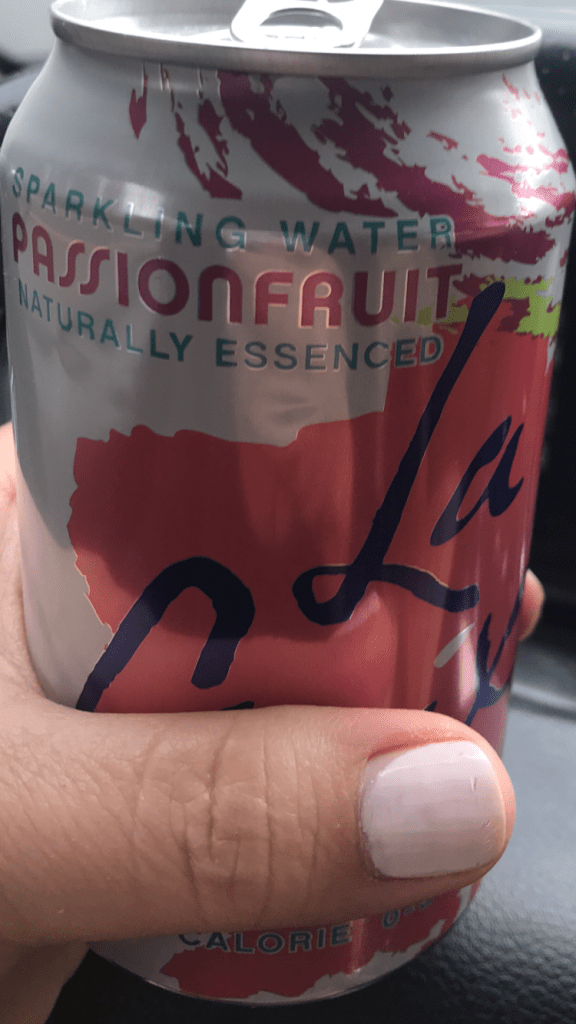 SPARKLING WATER
PASSIONFRUIT
NATURALLY ESSENCED
La
CALORIE